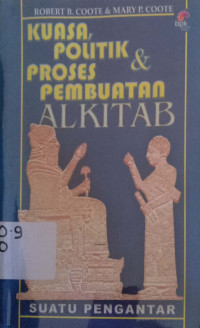 ROBERT B. COOTE & MARY P. COOTE
KUASA,
POLITIK &
PROSES
PEMBUATAN
ALKITAB
SUATU PENGANTAR